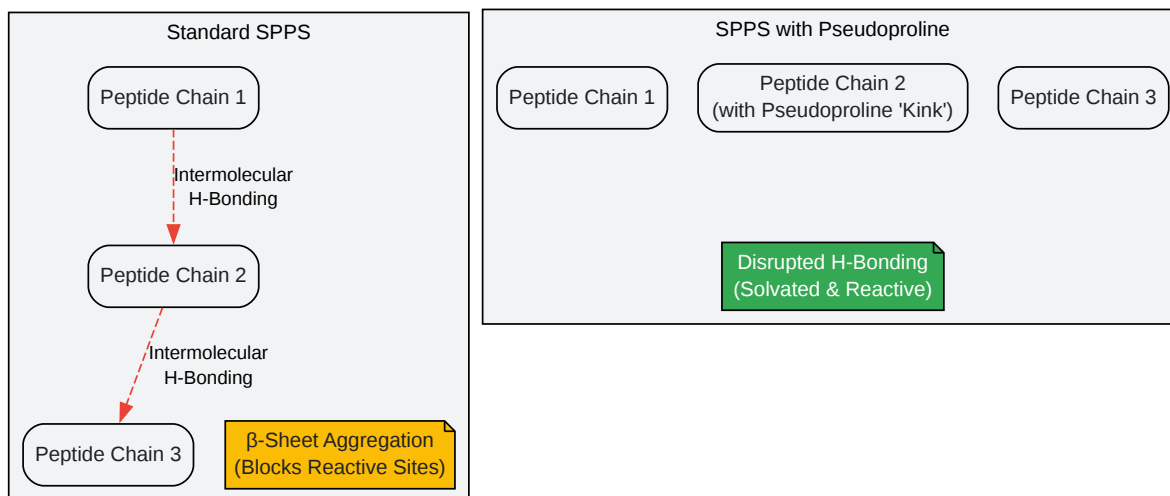 Standard SPPS
Peptide Chain 1
Intermolecular
H-Bonding
Peptide Chain 2
Intermolecular
H-Bonding
Peptide Chain 3
β-Sheet Aggregation
(Blocks Reactive Sites)
SPPS with Pseudoproline
Peptide Chain 1
Peptide Chain 2
(with Pseudoproline 'Kink')
Peptide Chain 3
Disrupted H-Bonding
(Solvated & Reactive)